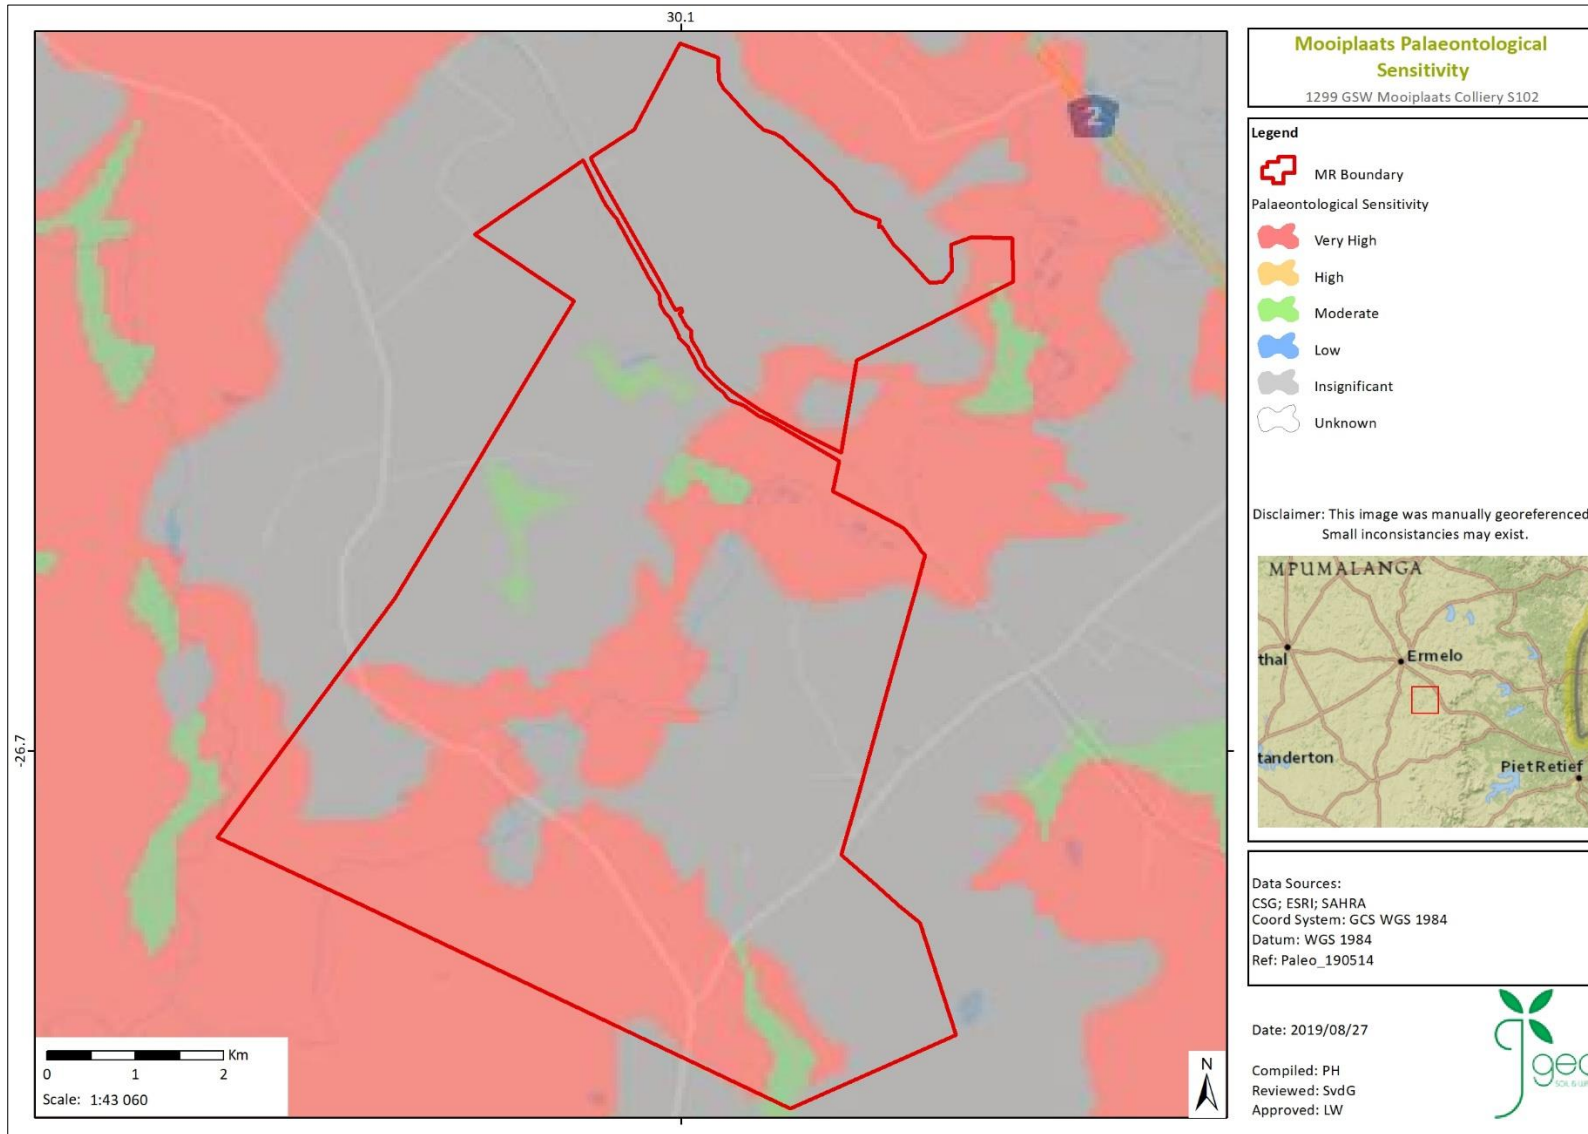 30.1
-26.7
2
Mooiplaats Palaeontological
Sensitivity
1299 GSW Mooiplaats Colliery S102
Legend
MR Boundary
Palaeontological Sensitivity
Very High
High
Moderate
Low
Insignificant
Unknown
Disclaimer: This image was manually georeferenced
Small inconsistancies may exist.
MPUMALANGA
thal
Ermelo
tanderton
Piet Retief
Data Sources:
CSG; ESRI; SAHRA
Coord System: GCS WGS 1984
Datum: WGS 1984
Ref: Paleo_190514
Date: 2019/08/27
Compiled: PH
Reviewed: SvdG
Approved: LW
geo
Km
0 1 2
Scale: 1:43 060
N